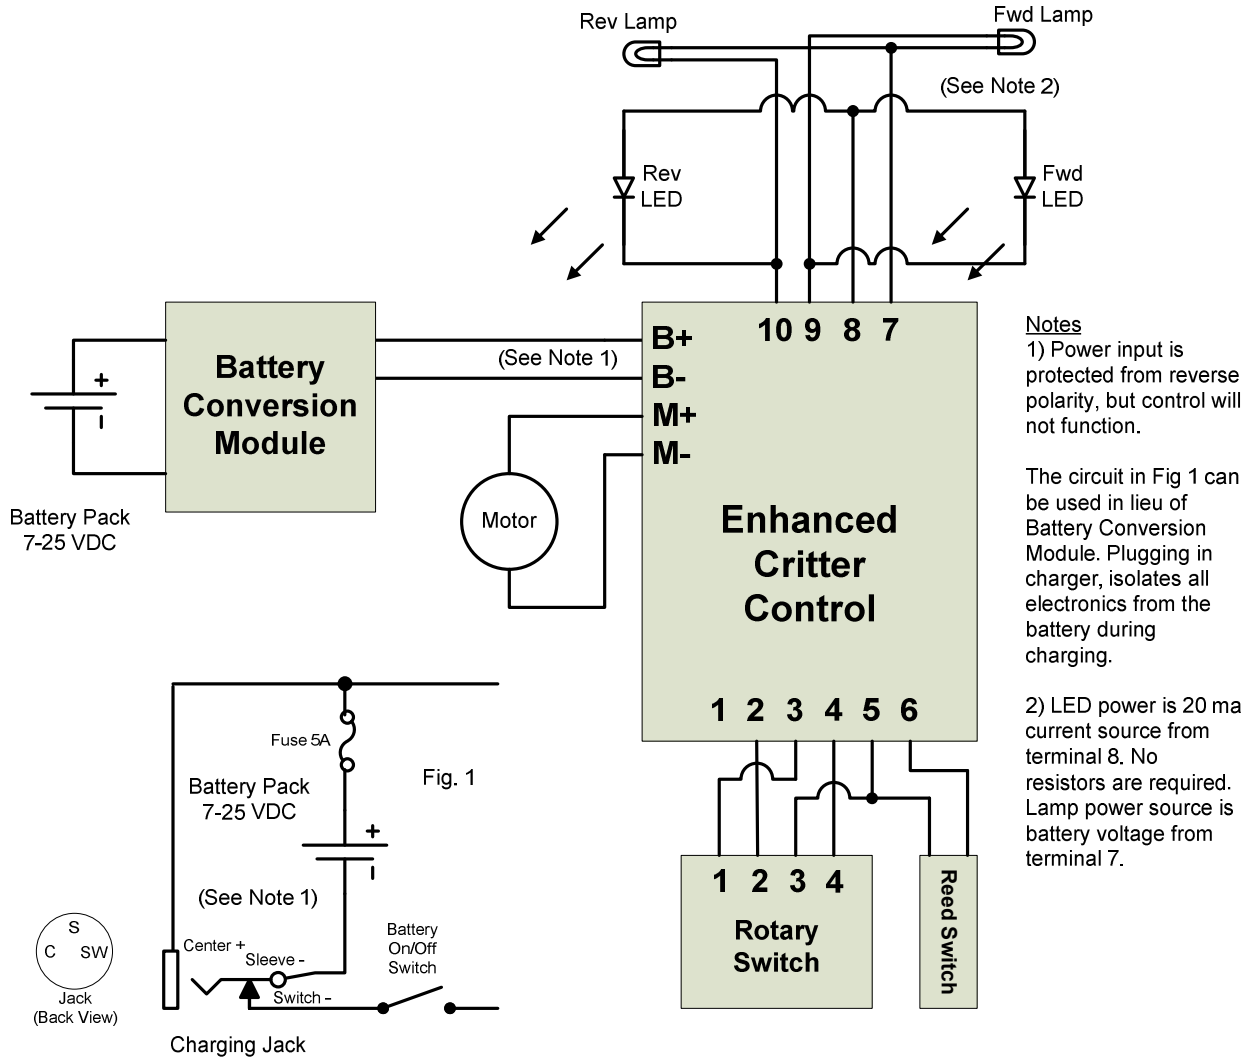 Rev Lamp
Fwd Lamp
(See Note 2)
Rev
LED
Fwd
LED
10 9 8 7
Battery
Conversion
Module
+
–
Battery Pack
7-25 VDC
(See Note 1)
B+
B-
M+
M-
Motor
Enhanced
Critter
Control
1 2 3 4 5 6
Notes
1) Power input is
protected from reverse
polarity, but control will
not function.
The circuit in Fig 1 can
be used in lieu of
Battery Conversion
Module. Plugging in
charger, isolates all
electronics from the
battery during
charging.
2) LED power is 20 ma
current source from
terminal 8. No
resistors are required.
Lamp power source is
battery voltage from
terminal 7.
Fuse 5A
Fig. 1
Battery Pack
7-25 VDC
+
–
(See Note 1)
S
C SW
Jack
(Back View)
Center +
Sleeve -
Switch -
Battery
On/Off
Switch
Charging Jack
1 2 3 4
Rotary
Switch
Reed Switch